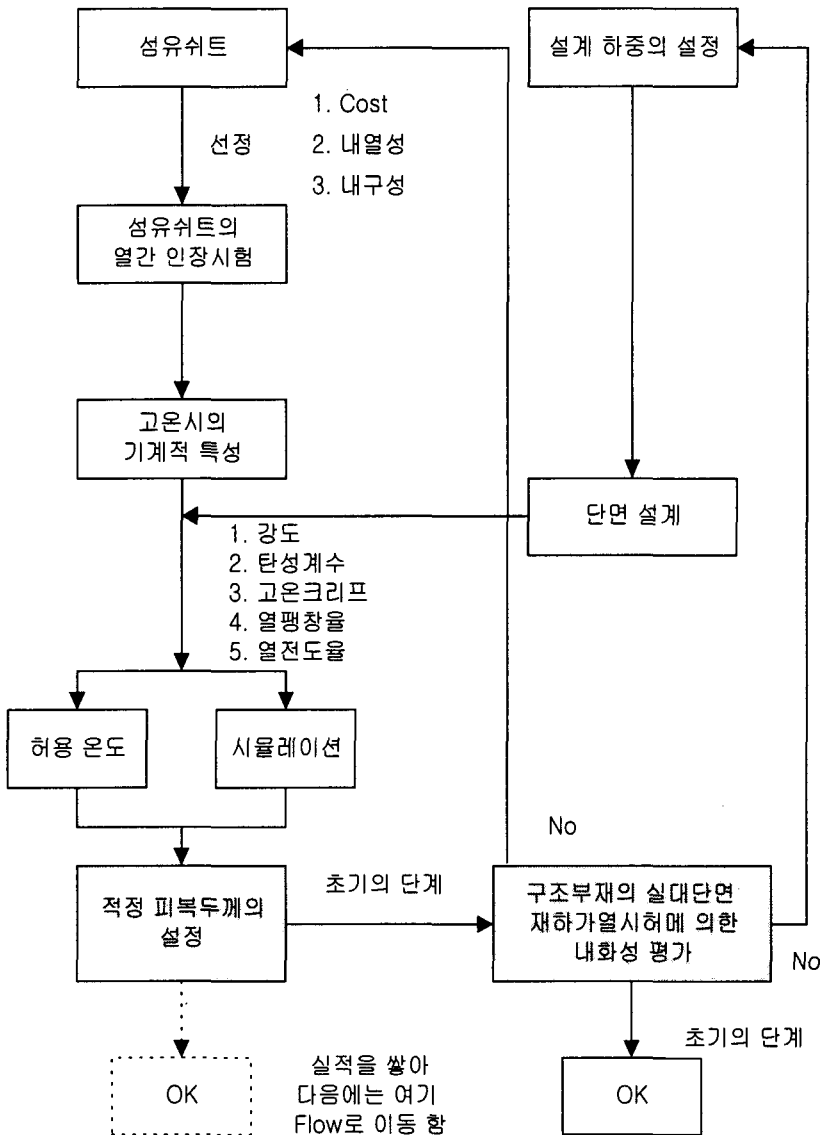 섬유쉬트
설계 하중의 설정
선정
1. Cost
2. 내열성
3. 내구성
섬유쉬트의
열간 인장시험
고온시의
기계적 특성
단면 설계
1. 강도
2. 탄성계수
3. 고온크리프
4. 열팽창율
5. 열전도율
허용 온도
시뮬레이션
No
적정 피복두께의
설정
초기의 단계
구조부재의 실대단면
재하가열시허메 의한
내화성 평가
No
초기의 단계
OK
실적을 쌓아
다음에는 여기
Flow로 이동 함
OK